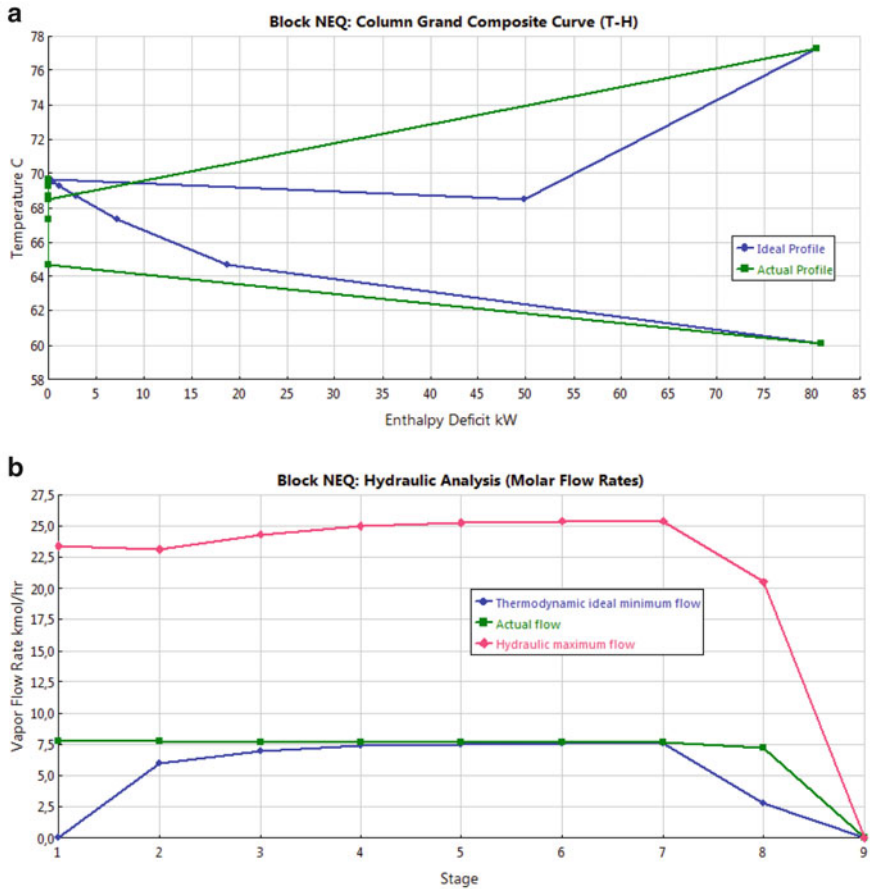 a
Block NEQ: Column Grand Composite Curve (T-H)
78
76
74
72
70
68
66
64
62
60
58
Temperature C
Ideal Profile
Actual Profile
0 5 10 15 20 25 30 35 40 45 50 55 60 65 70 75 80 85
Enthalpy Deficit kW
b
Block NEQ: Hydraulic Analysis (Molar Flow Rates)
27,5
25,0
22,5
20,0
17,5
15,0
12,5
10,0
7,5
5,0
2,5
0,0
Vapor Flow Rate kmol/hr
Thermodynamic ideal minimum flow
Actual flow
Hydraulic maximum flow
1 2 3 4 5 6 7 8 9
Stage